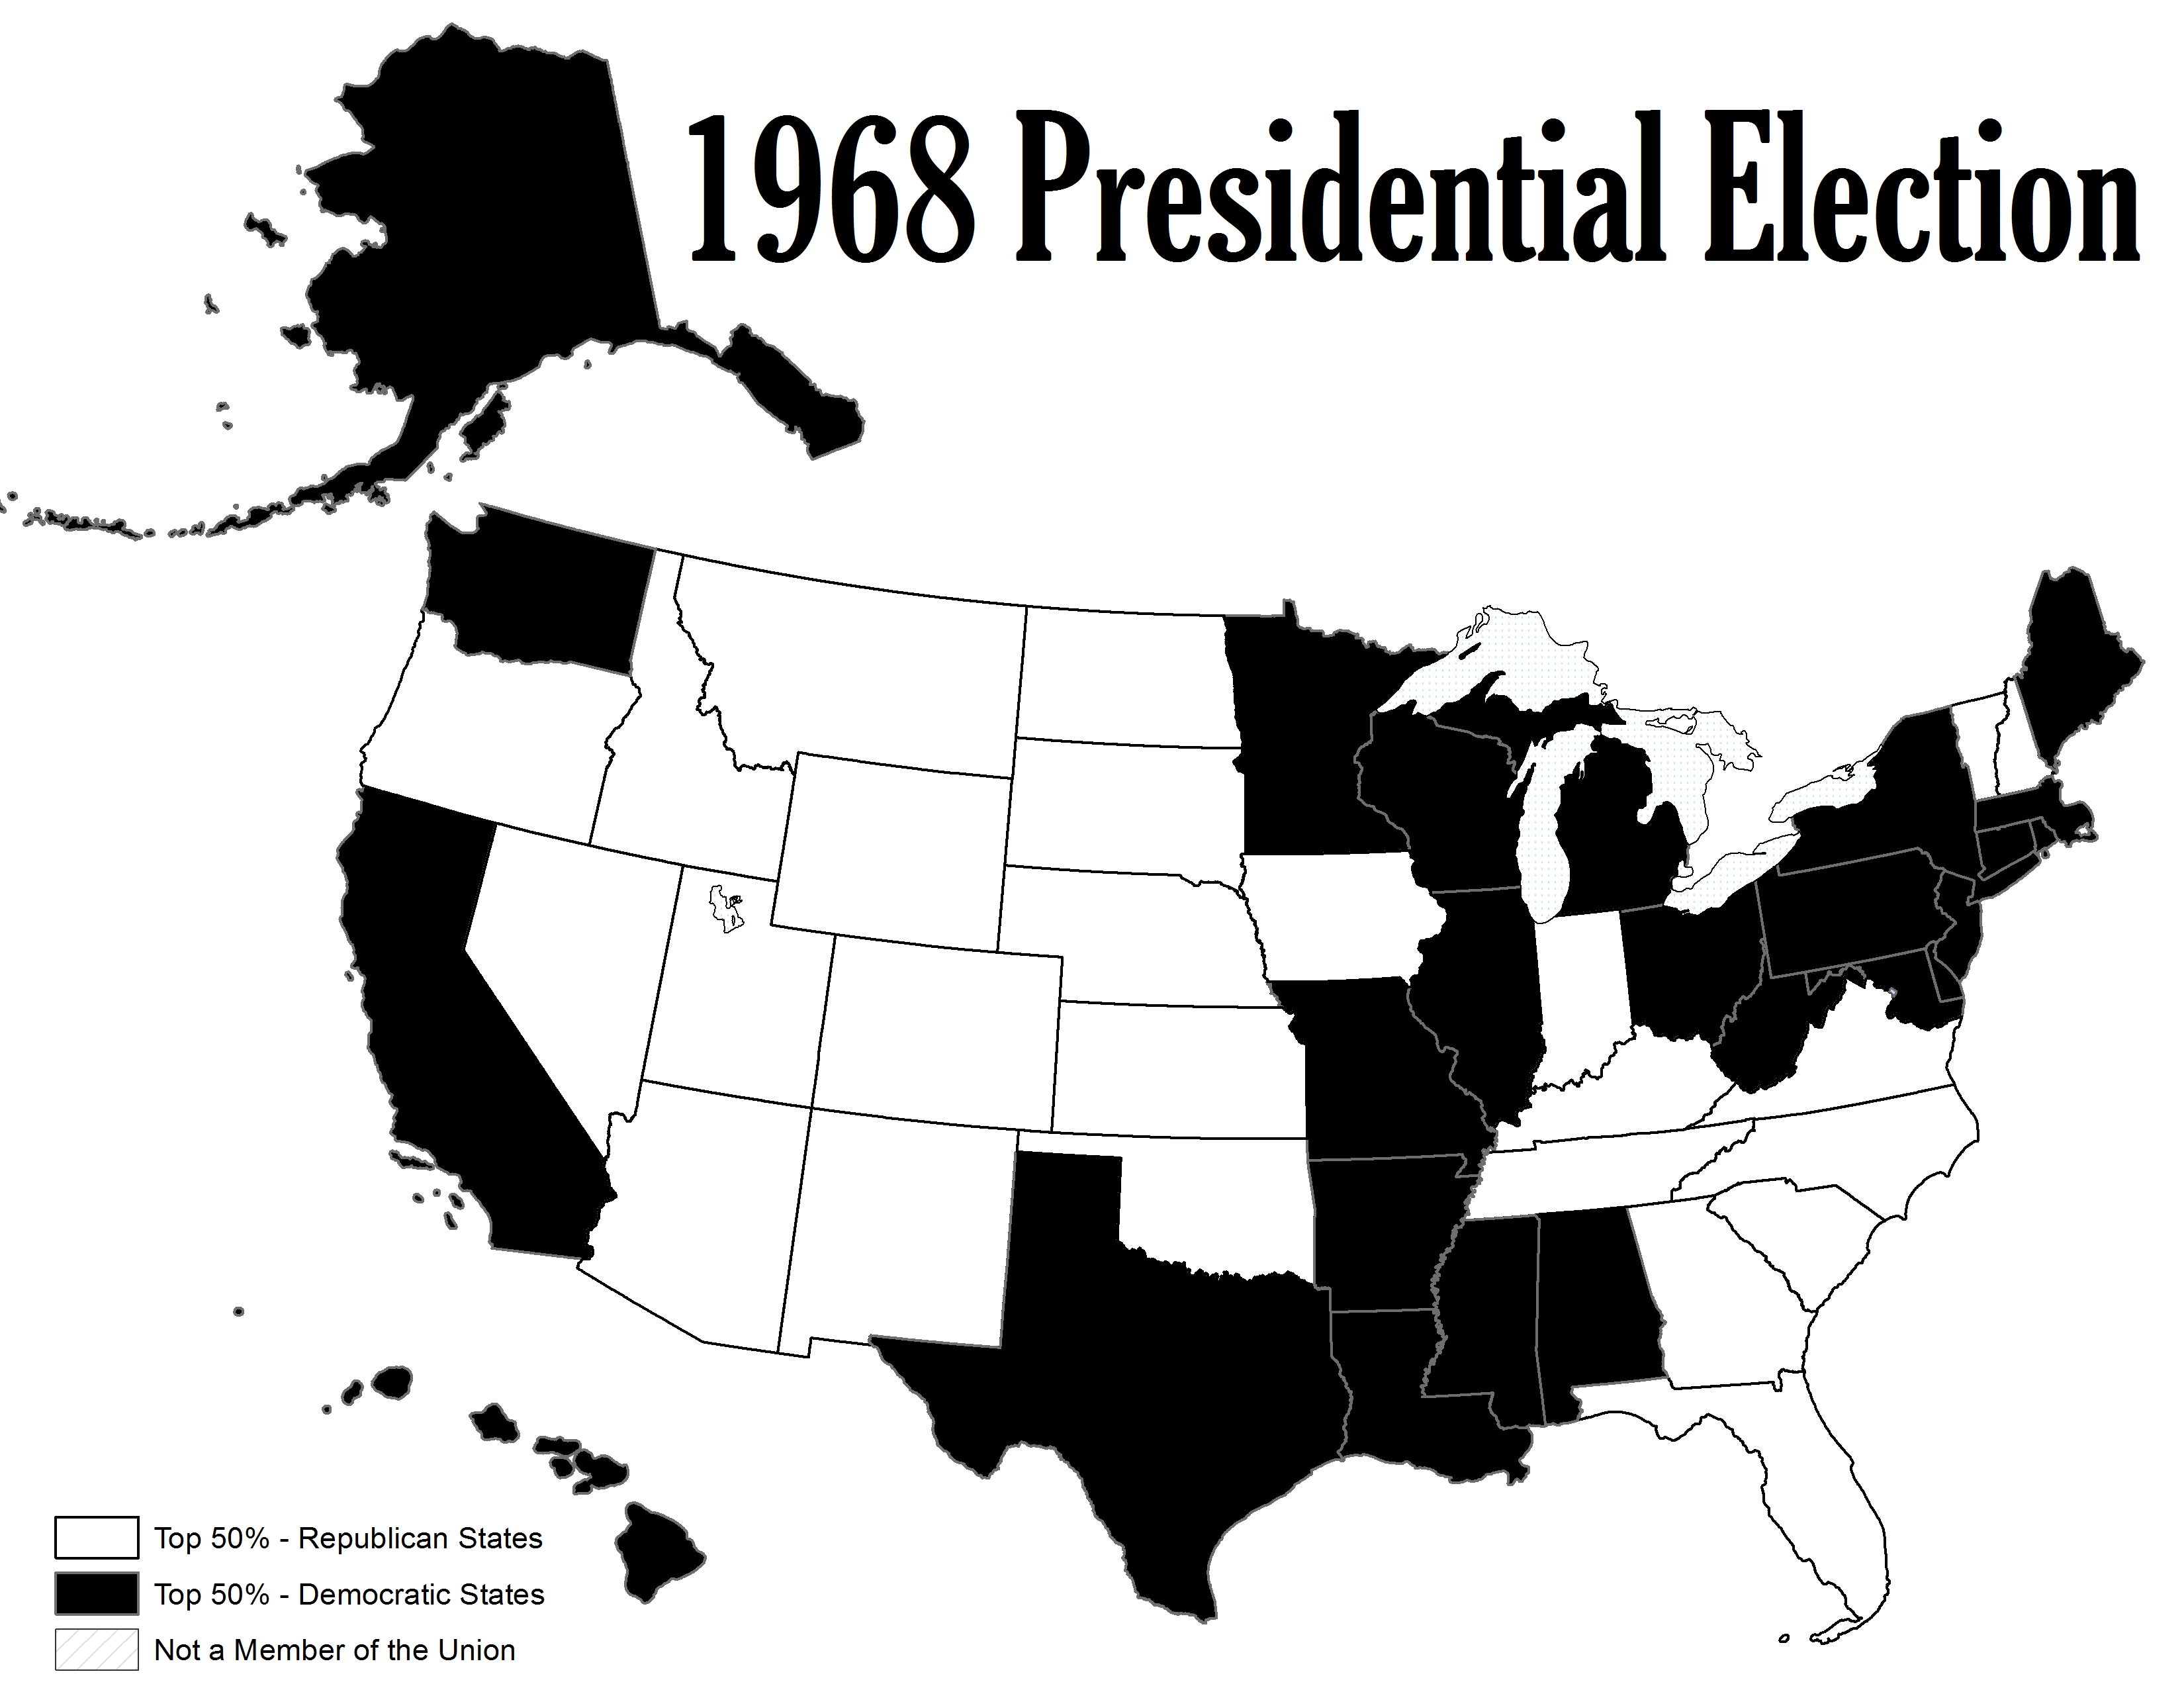 1968 Presidential Election
Top 50% - Republican States
Top 50% - Democratic States
Not a Member of the Union